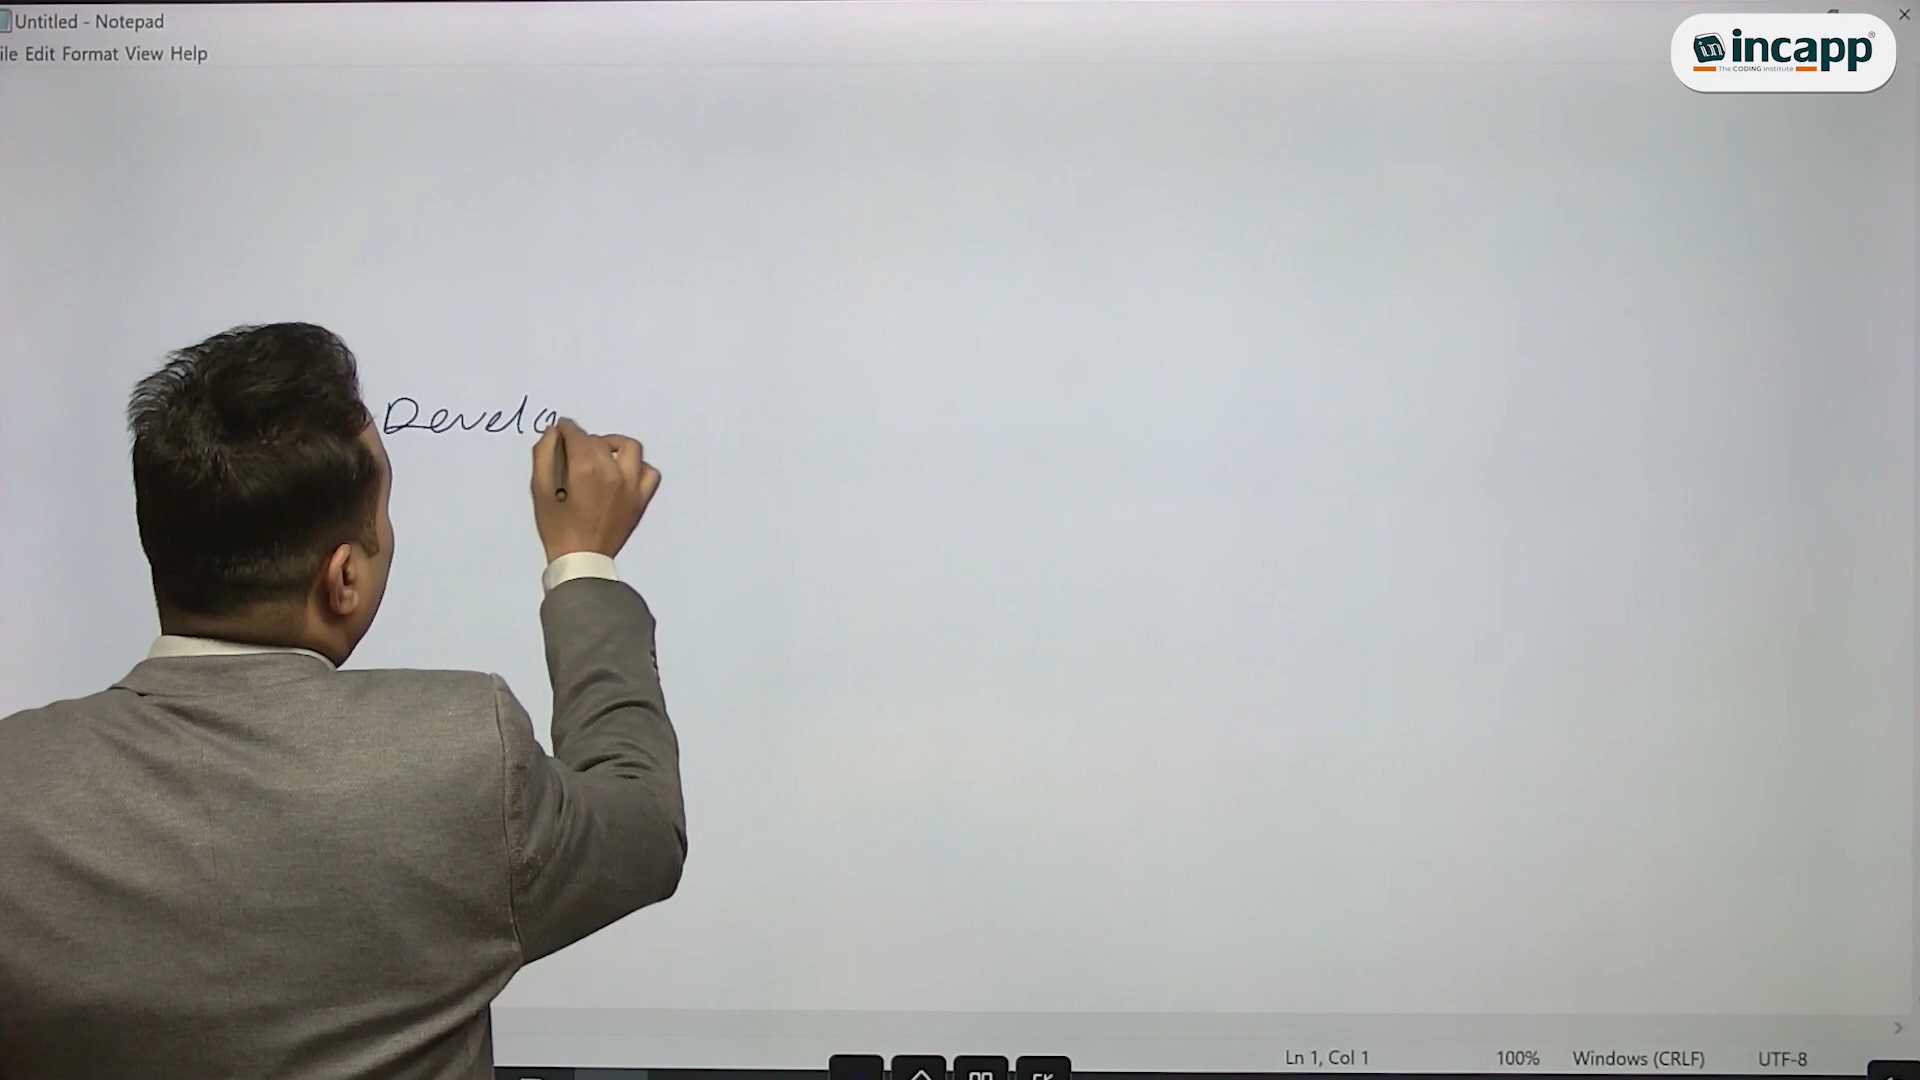 Untitled - Notepad
ile Edit Format View Help
in incapp®
The CODING Institute
Develo
Ln 1, Col 1 100% Windows (CRLF) UTF-8